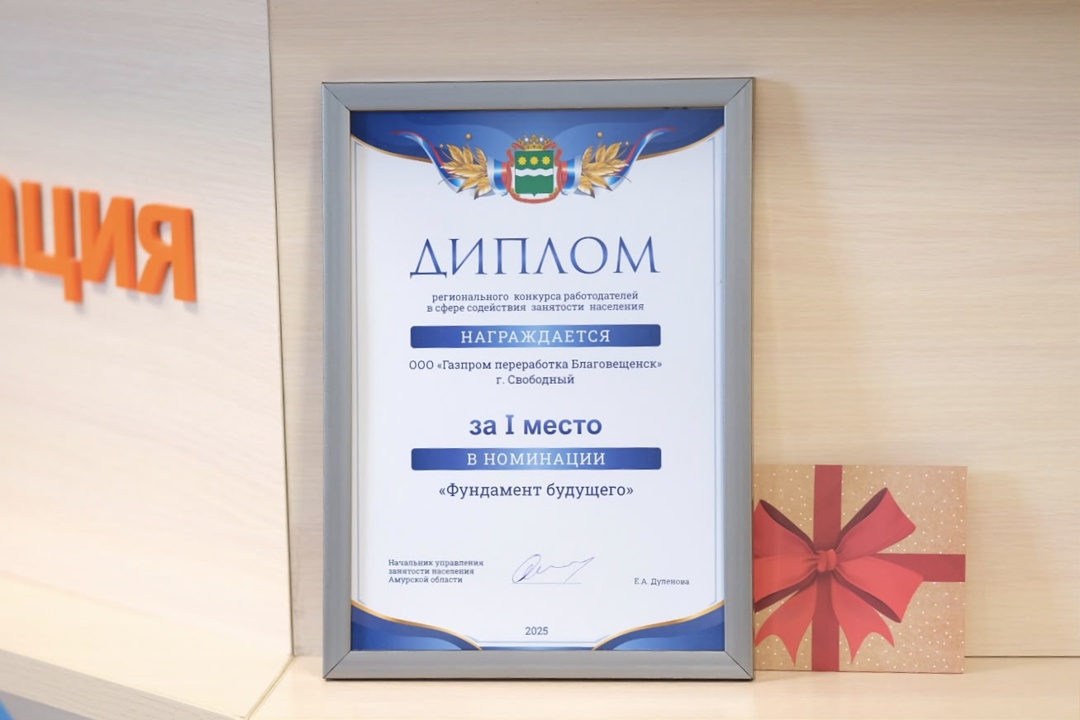 ация
ДИПЛОМ
регионального конкурса работодателей
в сфере содействия занятости населения
НАГРАЖДАЕТСЯ
ООО «Газпром переработка Благовещенск»
г. Свободный
за I место
В НОМИНАЦИИ
«Фундамент будущего»
Начальник управления
занятости населения
Амурской области
Е.А. Дуленова
2025